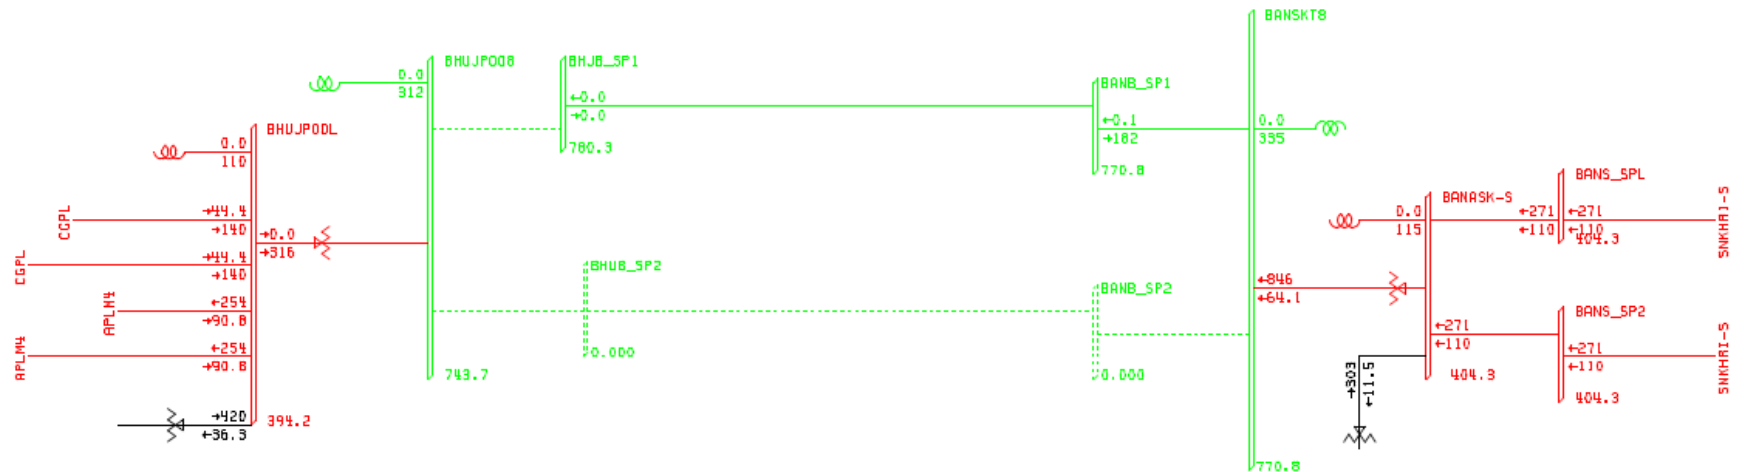 BANSKT8
BHUJPOO8
BHJB_SP1
0.0
312
←0.0
→0.0
780.3
BANB_SP1
←0.1
→182
770.8
0.0
335
BHUJPODL
0.0
110
CGPL
→44.4
→140
→0.0
→316
CGPL
→44.4
→140
APLM4
←254
→90.8
APLM4
←254
→90.8
→420
←36.3
394.2
BHUB_SP2
0.000
743.7
BANB_SP2
0.000
←846
←64.1
770.8
BANASK-S
0.0
115
←271
←110
BANS_SPL
←271
←110
404.3
SNKHRI-S
←271
←110
→303
←11.5
404.3
BANS_SP2
←271
←110
404.3
SNKHRI-S